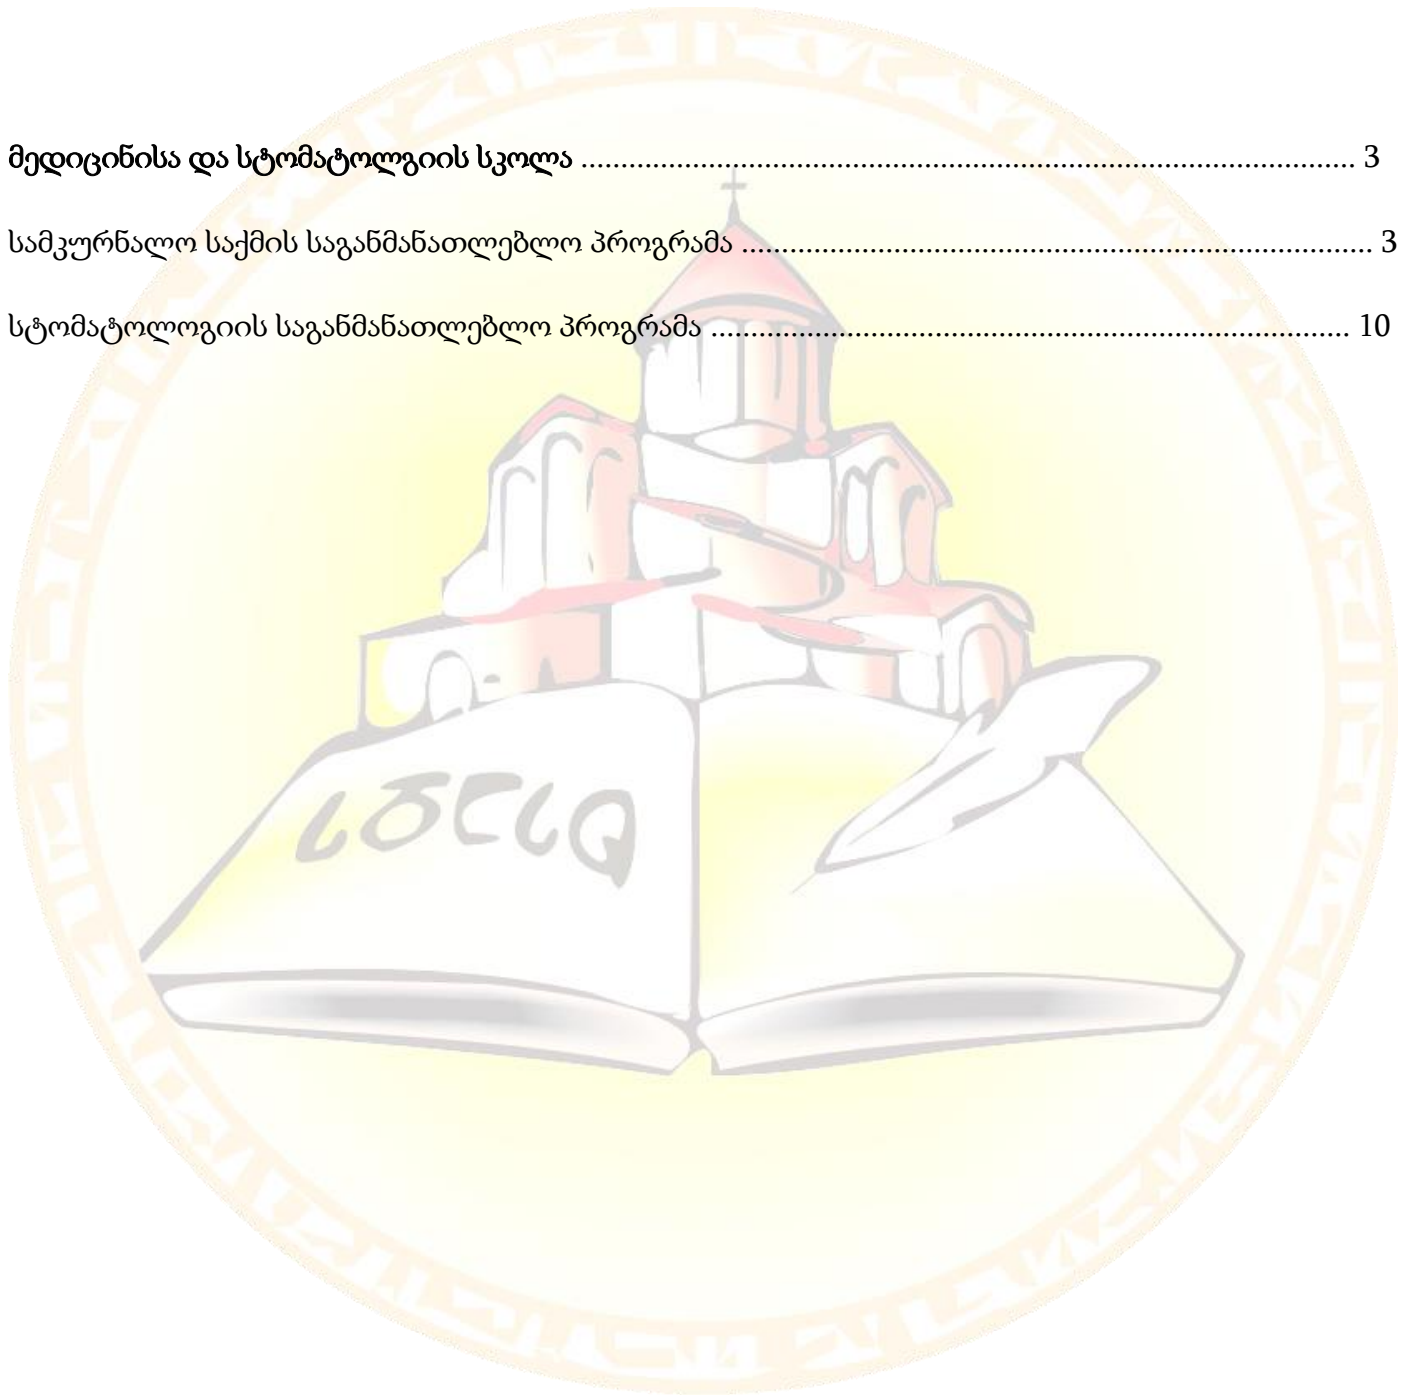 მედიცინისა და სტომატოლგიის სკოლა ................................................................................................ 3
სამკურნალო საქმის საგანმანათლებლო პროგრამა .............................................................................. 3
სტომატოლოგიის საგანმანათლებლო პროგრამა ............................................................................... 10